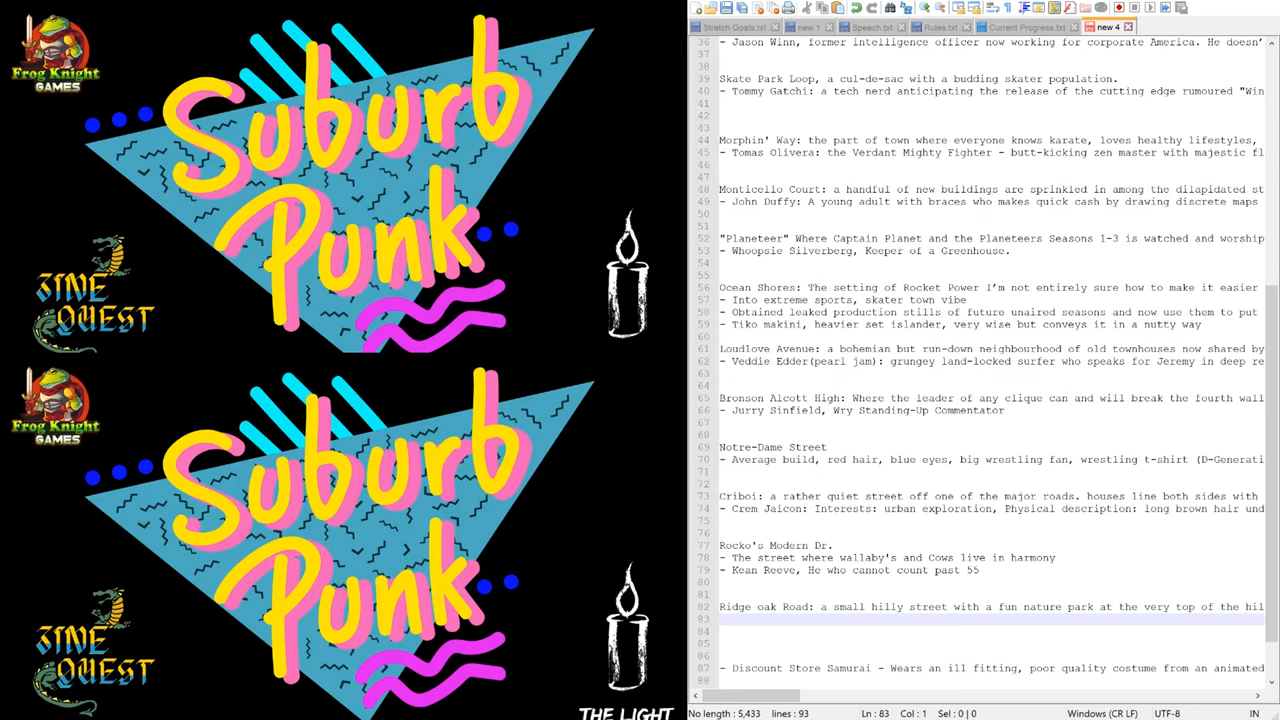 Frog Knight
GAMES
Suburb
Punk
ZINE
QUEST
Frog Knight
GAMES
Suburb
Punk
ZINE
QUEST
THE LIGHT
Stretch Goals.txt new 1 Speech.txt Rules.txt Current Progress.txt new 4
36 - Jason Winn, former intelligence officer now working for corporate America. He doesn'
37
38
39 Skate Park Loop, a cul-de-sac with a budding skater population.
40 - Tommy Gatchi: a tech nerd anticipating the release of the cutting edge rumoured "Win
41
42
43
44 Morphin' Way: the part of town where everyone knows karate, loves healthy lifestyles,
45 - Tomas Olivera: the Verdant Mighty Fighter - butt-kicking zen master with majestic fl
46
47
48 Monticello Court: a handful of new buildings are sprinkled in among the dilapidated st
49 - John Duffy: A young adult with braces who makes quick cash by drawing discrete maps
50
51
52 "Planeteer" Where Captain Planet and the Planeteers Seasons 1-3 is watched and worship
53 - Whoopsie Silverberg, Keeper of a Greenhouse.
54
55
56 Ocean Shores: The setting of Rocket Power I'm not entirely sure how to make it easier
57 - Into extreme sports, skater town vibe
58 - Obtained leaked production stills of future unaired seasons and now use them to put
59 - Tiko makini, heavier set islander, very wise but conveys it in a nutty way
60
61 Loudlove Avenue: a bohemian but run-down neighbourhood of old townhouses now shared by
62 - Veddie Edder(pearl jam): grungey land-locked surfer who speaks for Jeremy in deep re
63
64
65 Bronson Alcott High: Where the leader of any clique can and will break the fourth wall
66 - Jurry Sinfield, Wry Standing-Up Commentator
67
68
69 Notre-Dame Street
70 - Average build, red hair, blue eyes, big wrestling fan, wrestling t-shirt (D-Generati
71
72
73 Criboi: a rather quiet street off one of the major roads. houses line both sides with
74 - Crem Jaicon: Interests: urban exploration, Physical description: long brown hair und
75
76
77 Rocko's Modern Dr.
78 - The street where wallaby's and Cows live in harmony
79 - Kean Reeve, He who cannot count past 55
80
81
82 Ridge oak Road: a small hilly street with a fun nature park at the very top of the hil
83
84
85
86
87 - Discount Store Samurai - Wears an ill fitting, poor quality costume from an animated
88
No length : 5,433 lines : 93 Ln : 83 Col : 1 Sel : 0 | 0 Windows (CR LF) UTF-8 IN